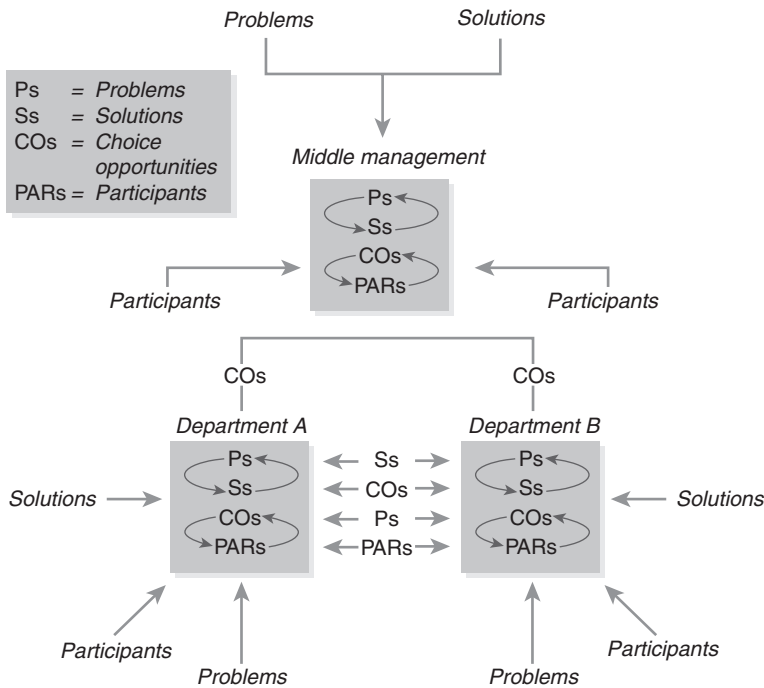 Problems
Solutions
Ps = Problems
Ss = Solutions
COs = Choice
opportunities
PARs = Participants
Middle management
Ps
Ss
COs
PARs
Participants
Participants
COs
COs
Department A
Department B
Ps
Ss
COs
PARs
Ss
COs
Ps
PARs
Ps
Ss
COs
PARs
Solutions
Solutions
Participants
Problems
Problems
Participants